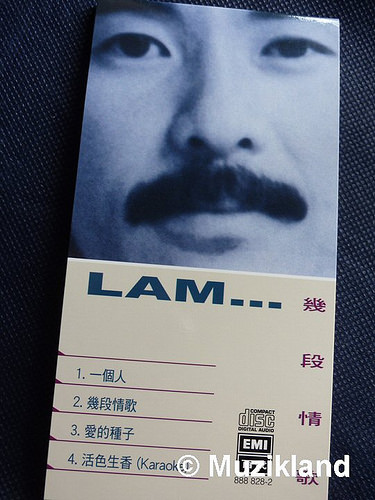 LAM...
幾段情歌
1. 一個人
2. 幾段情歌
3. 愛的種子
4. 活色生香 (Karaoke)
COMPACT
disc
DIGITAL AUDIO
EMI
888 828-2
© Muzikland